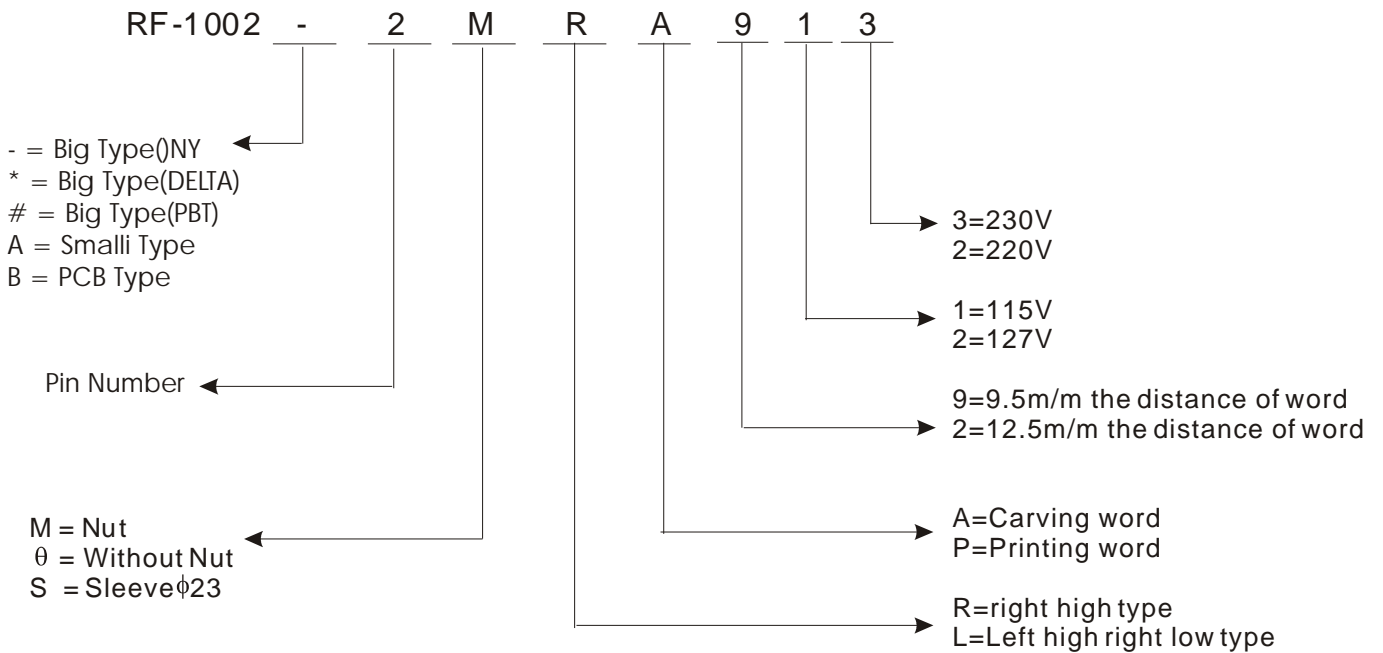 RF-1002 - 2 M R A 9 1 3
- = Big Type()NY
* = Big Type(DELTA)
# = Big Type(PBT)
A = Smalli Type
B = PCB Type
Pin Number
M = Nut
θ = Without Nut
S = Sleeveϕ23
3=230V
2=220V
1=115V
2=127V
9=9.5m/m the distance of word
2=12.5m/m the distance of word
A=Carving word
P=Printing word
R=right high type
L=Left high right low type